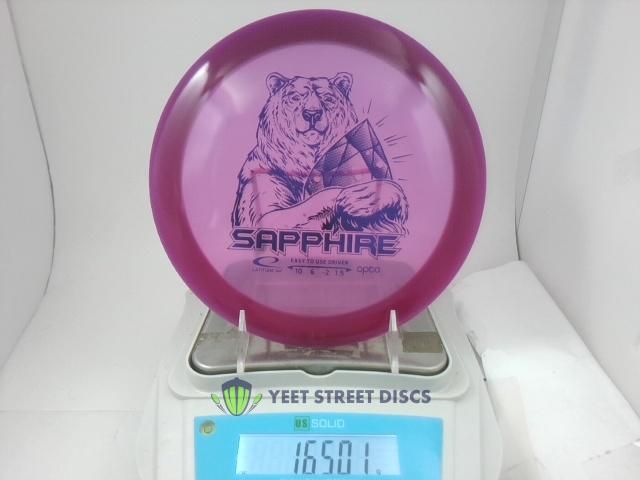 SAPPHIRE
EASY TO USE DRIVER
LATITUDE 64° 10 6 -2 1.5 opto
YEET STREET DISCS
US SOLID
165.01 g